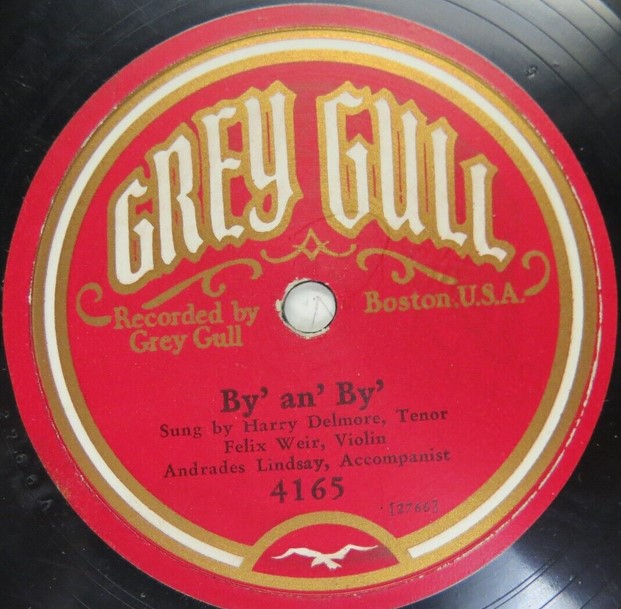 GREY GULL
Recorded by
Grey Gull
Boston, U.S.A.
By' an' By'
Sung by Harry Delmore, Tenor
Felix Weir, Violin
Andrades Lindsay, Accompanist
4165